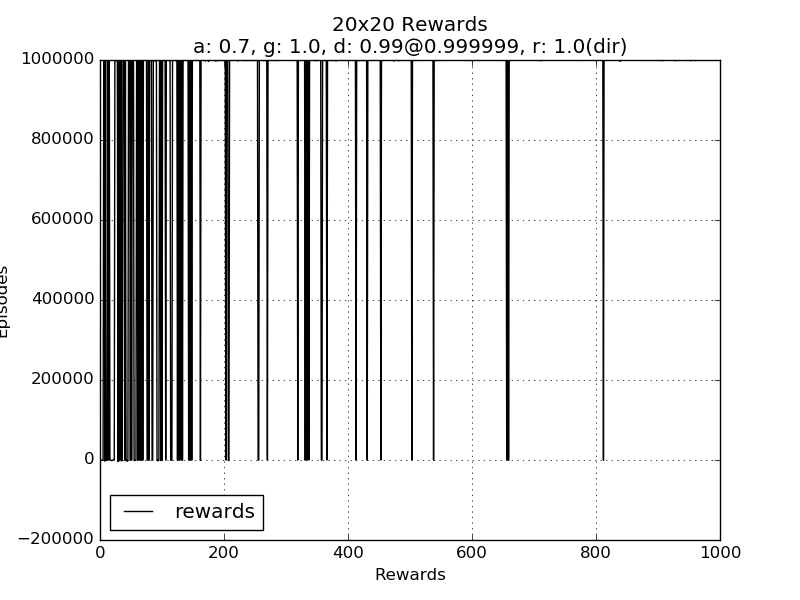 20x20 Rewards
a: 0.7, g: 1.0, d: 0.99@0.999999, r: 1.0(dir)
1000000
800000
600000
400000
200000
0
−200000
Episodes
rewards
0 200 400 600 800 1000
Rewards